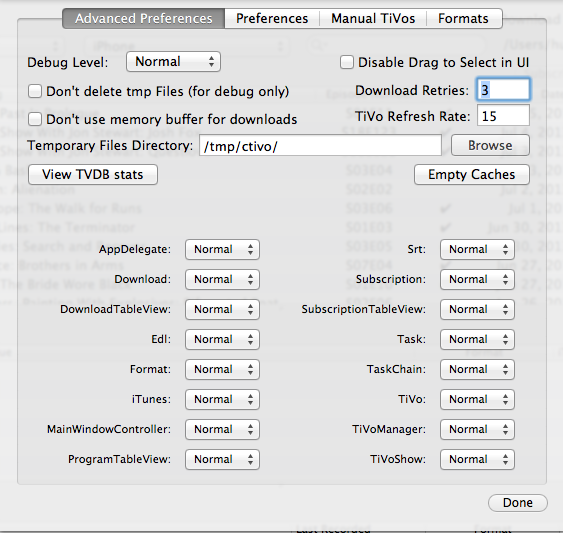 Advanced Preferences Preferences Manual TiVos Formats
Debug Level: Normal Disable Drag to Select in UI
Don't delete tmp Files (for debug only) Download Retries: 3
Don't use memory buffer for downloads TiVo Refresh Rate: 15
Temporary Files Directory: /tmp/ctivo/ Browse
View TVDB stats Empty Caches
AppDelegate: Normal Srt: Normal
Download: Normal Subscription: Normal
DownloadTableView: Normal SubscriptionTableView: Normal
Edl: Normal Task: Normal
Format: Normal TaskChain: Normal
iTunes: Normal TiVo: Normal
MainWindowController: Normal TiVoManager: Normal
ProgramTableView: Normal TiVoShow: Normal
Done
Last Recorded Format